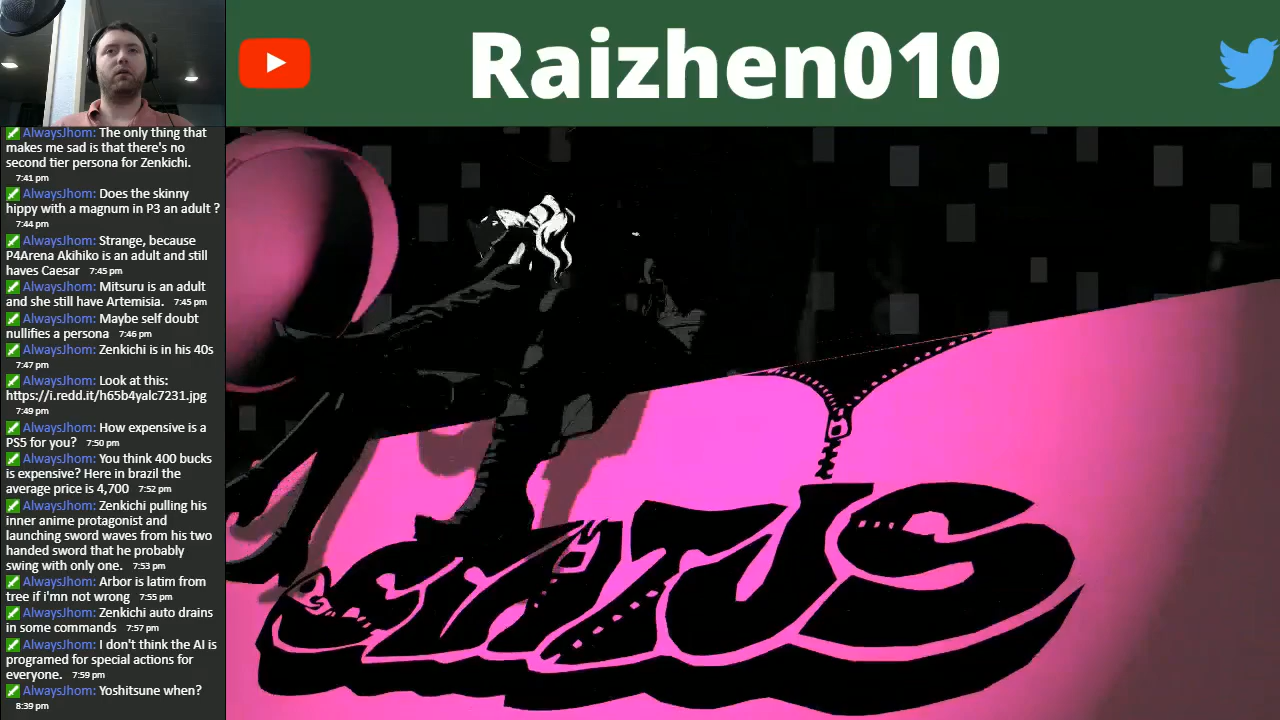 Raizhen010
AlwaysJhom: The only thing that
makes me sad is that there's no
second tier persona for Zenkichi.
7:41 pm
AlwaysJhom: Does the skinny
hippy with a magnum in P3 an adult ?
7:44 pm
AlwaysJhom: Strange, because
P4Arena Akihiko is an adult and still
haves Caesar 7:45 pm
AlwaysJhom: Mitsuru is an adult
and she still have Artemisia. 7:45 pm
AlwaysJhom: Maybe self doubt
nullifies a persona 7:46 pm
AlwaysJhom: Zenkichi is in his 40s
7:47 pm
AlwaysJhom: Look at this:
https://i.redd.it/h65b4yalc7231.jpg
7:49 pm
AlwaysJhom: How expensive is a
PS5 for you? 7:50 pm
AlwaysJhom: You think 400 bucks
is expensive? Here in brazil the
average price is 4,700 7:52 pm
AlwaysJhom: Zenkichi pulling his
inner anime protagonist and
launching sword waves from his two
handed sword that he probably
swing with only one. 7:53 pm
AlwaysJhom: Arbor is latim from
tree if i'mn not wrong 7:55 pm
AlwaysJhom: Zenkichi auto drains
in some commands 7:57 pm
AlwaysJhom: I don't think the AI is
programed for special actions for
everyone. 7:59 pm
AlwaysJhom: Yoshitsune when?
8:39 pm